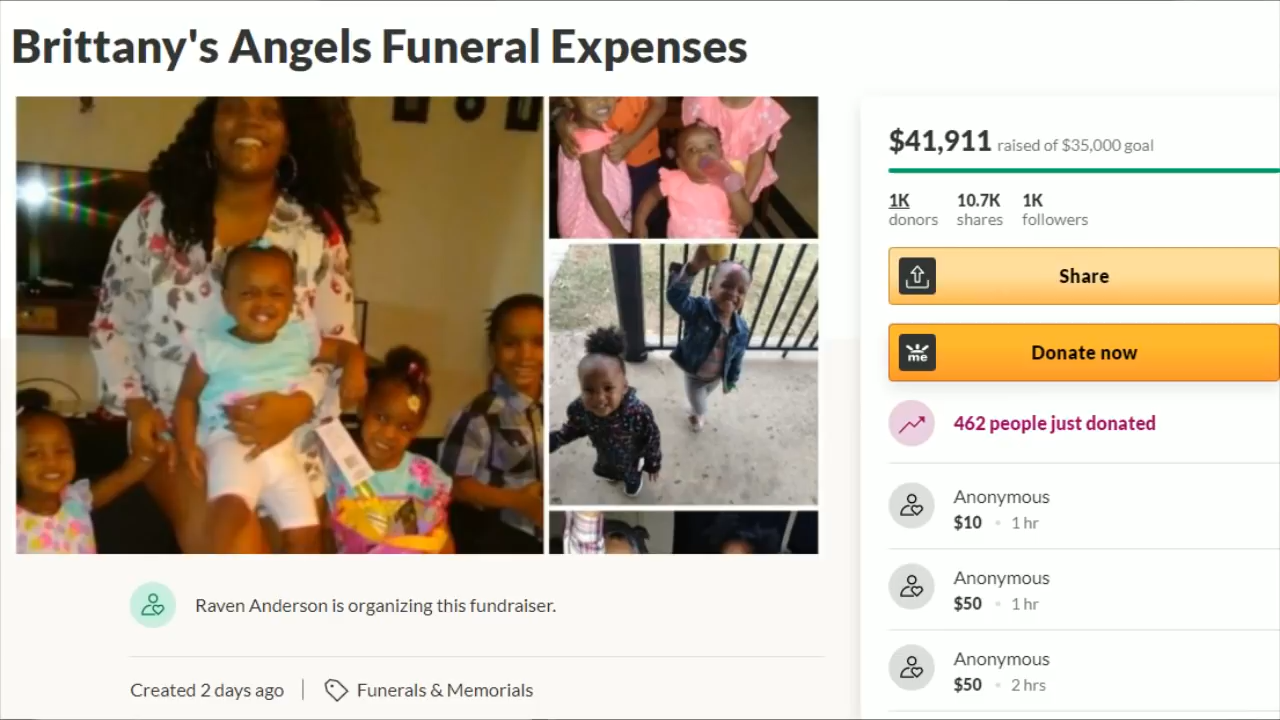 Brittany's Angels Funeral Expenses
$41,911 raised of $35,000 goal
1K 10.7K 1K
donors shares followers
Share
me Donate now
462 people just donated
Anonymous
$10 • 1 hr
Anonymous
$50 • 1 hr
Anonymous
$50 • 2 hrs
Raven Anderson is organizing this fundraiser.
Created 2 days ago | Funerals & Memorials